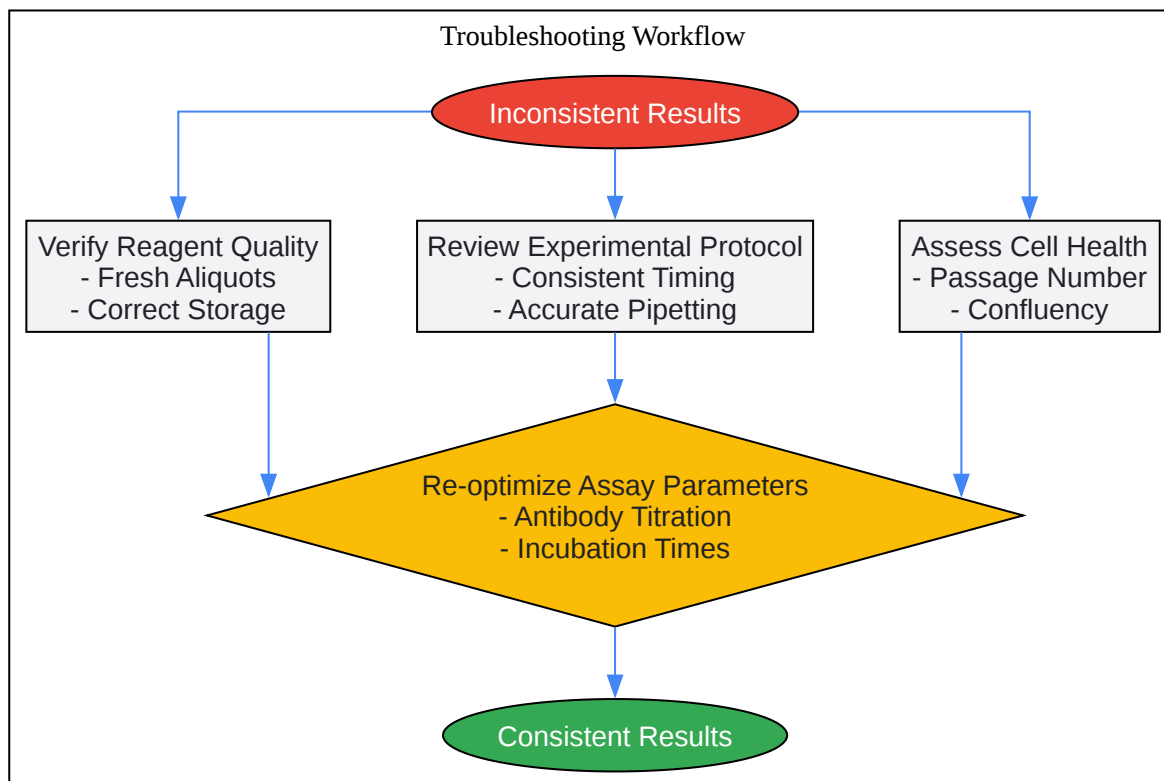 Troubleshooting Workflow
Inconsistent Results
Verify Reagent Quality
- Fresh Aliquots
- Correct Storage
Review Experimental Protocol
- Consistent Timing
- Accurate Pipetting
Assess Cell Health
- Passage Number
- Confluency
Re-optimize Assay Parameters
- Antibody Titration
- Incubation Times
Consistent Results